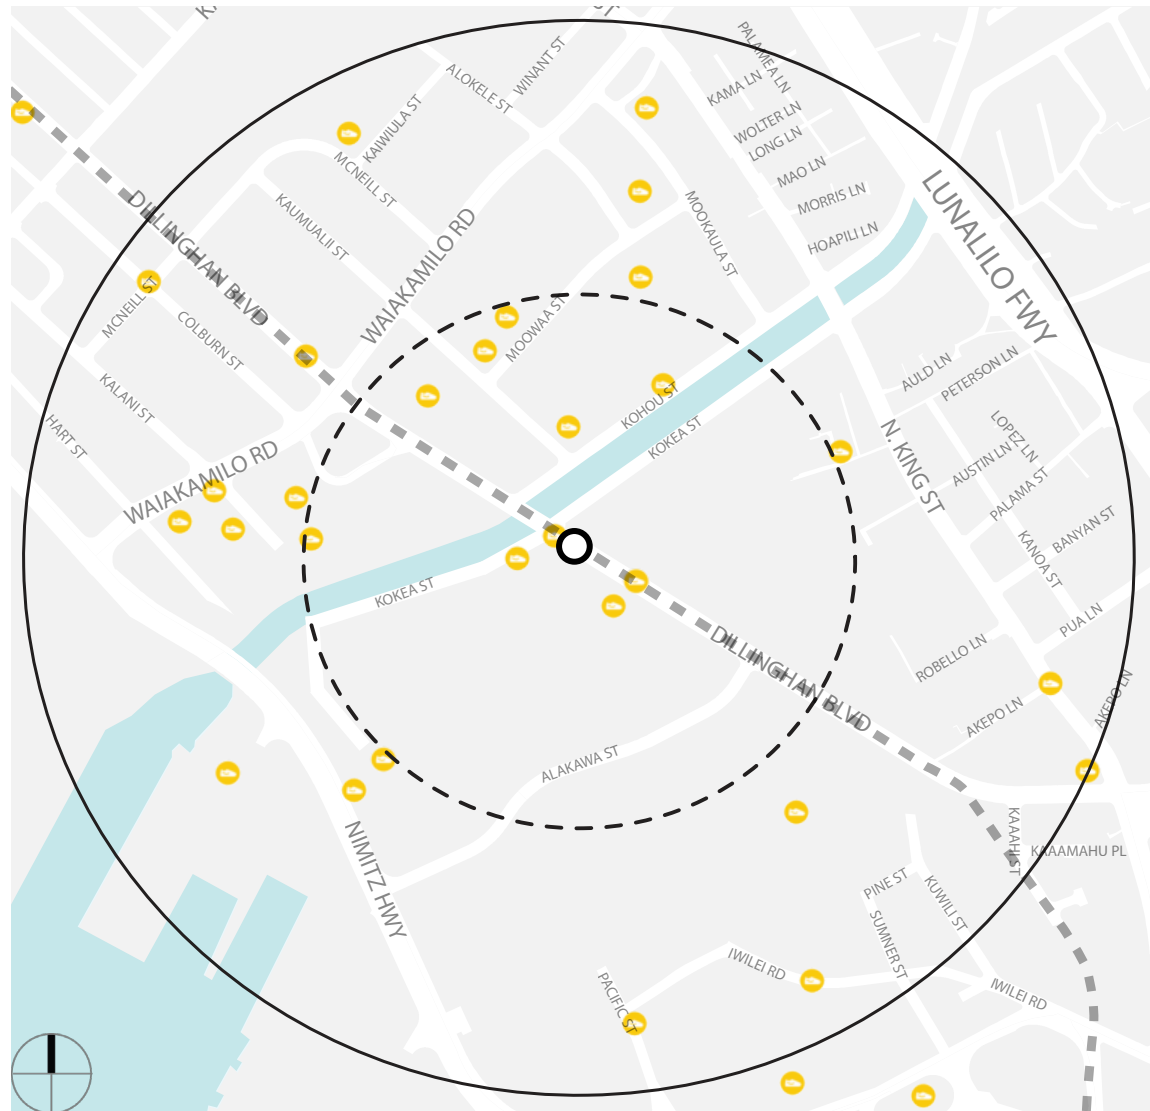 PALAMEA LN
WINANT ST
ALOKELE ST
KAMA LN
KAIWIULA ST
WOLTER LN
LONG LN
MCNEILL ST
MAO LN
MORRIS LN
LUNALILO FWY
DILLINGHAN BLVD
KAUMUALII ST
WAIAKAMILO RD
MOOKAULA ST
HOAPILI LN
MCNEILL ST
COLBURN ST
MOOWAA ST
AULD LN
PETERSON LN
KALANI ST
HART ST
KOHOU ST
KOKEA ST
LOPEZ LN
N. KING ST
AUSTIN LN
WAIAKAMILO RD
PALAMA ST
BANYAN ST
KANOA ST
KOKEA ST
PUA LN
DILLINGHAN BLVD
ROBELLO LN
AKEPO LN
AKEPO LN
ALAKAWA ST
NIMITZ HWY
KAAAHI ST
KAAAMAHU PL
PINE ST
KUWILI ST
SUMNER ST
IWILEI RD
IWILEI RD
PACIFIC ST